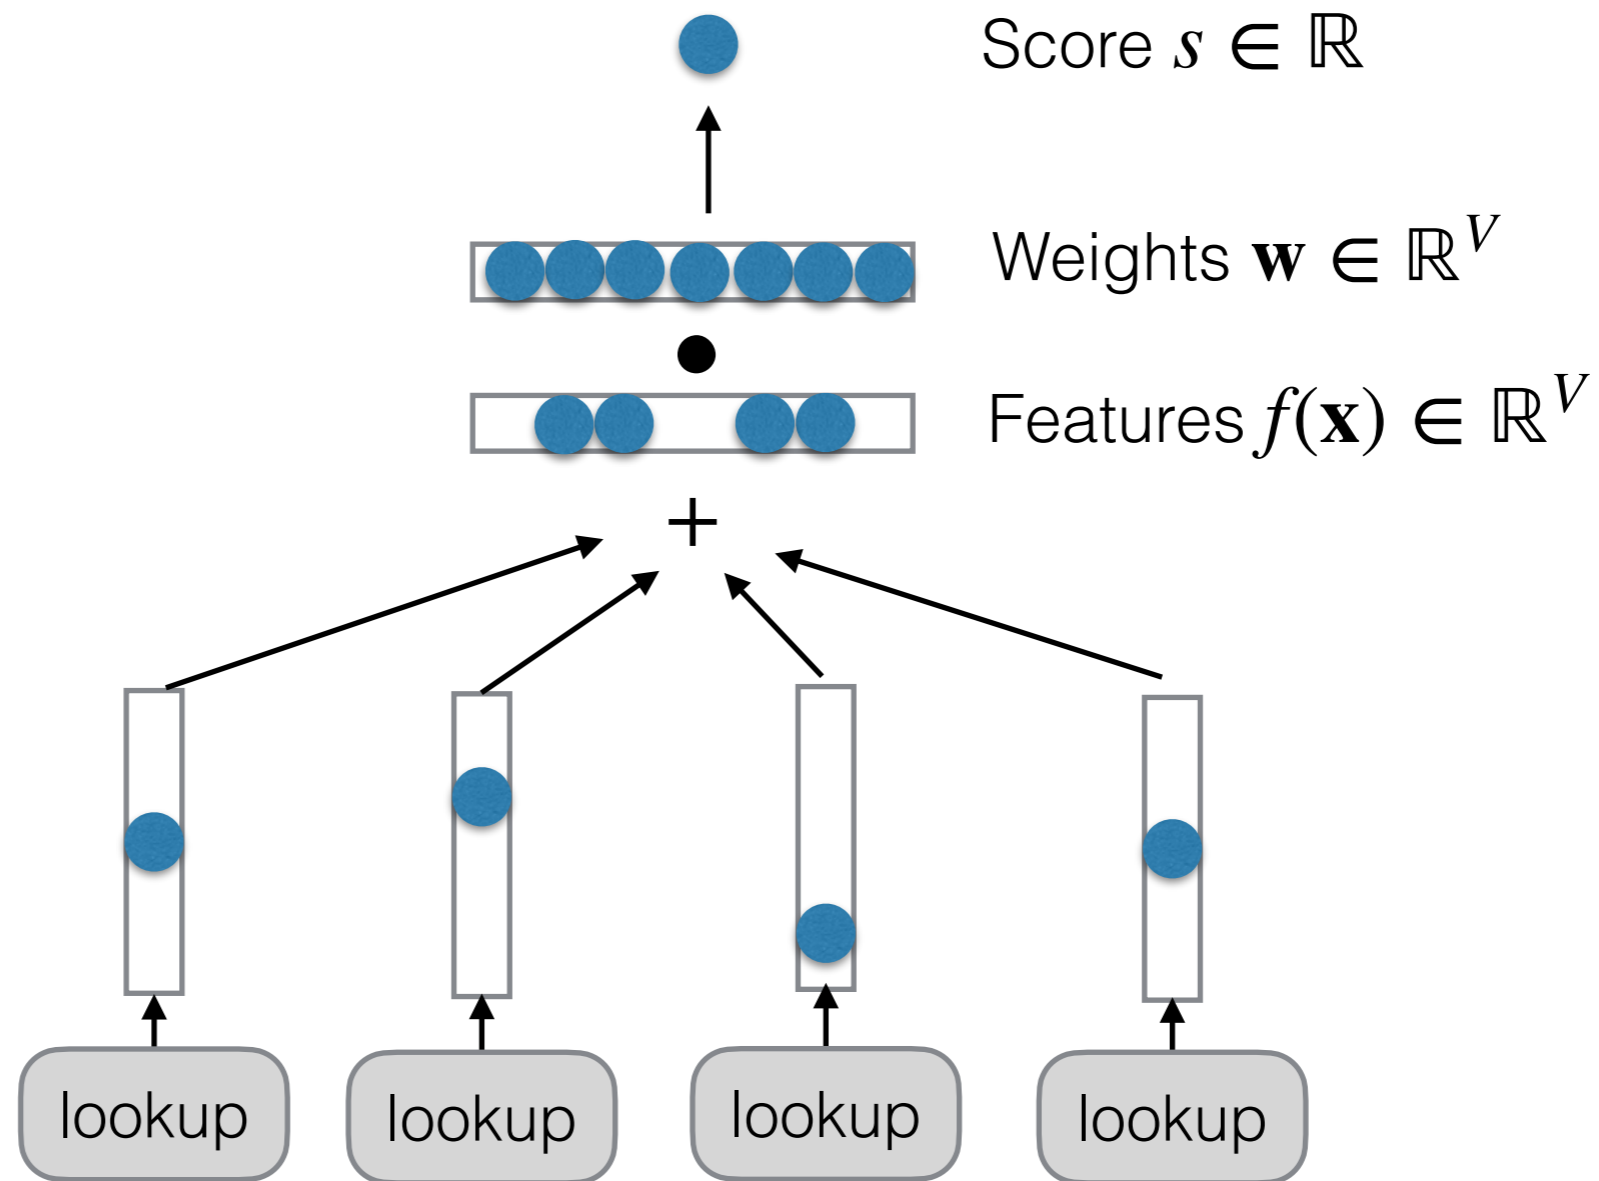 Score s ∈ ℝ
Weights w ∈ ℝ^V
Features f(x) ∈ ℝ^V
+
lookup lookup lookup lookup